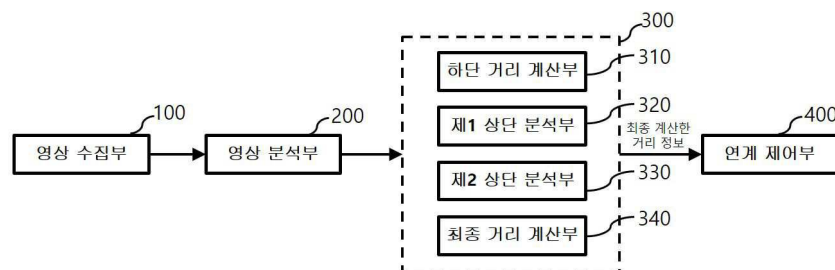 300
하단 거리 계산부
310
100
200
제1 상단 분석부
320
400
영상 수집부
영상 분석부
최종 계산한
거리 정보
연계 제어부
제2 상단 분석부
330
최종 거리 계산부
340